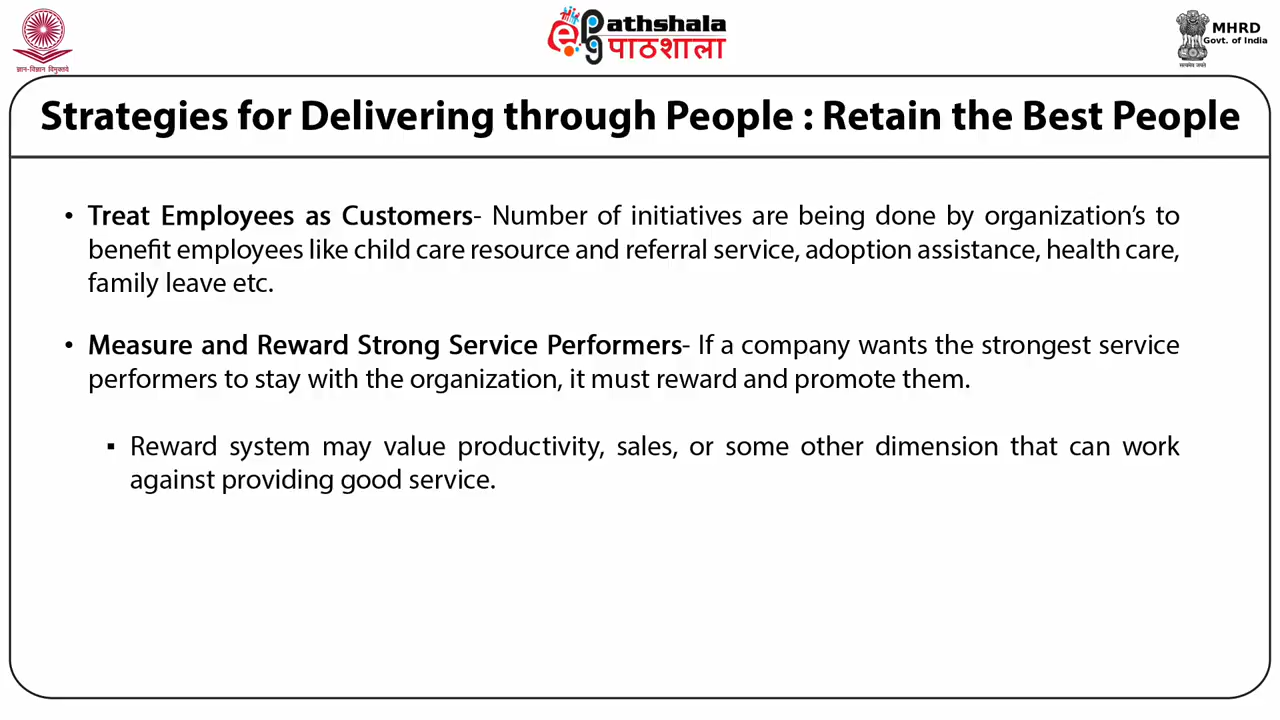 ज्ञान-विज्ञान विमुक्तये
ePG Pathshala
पाठशाला
MHRD
Govt. of India
सत्यमेव जयते
Strategies for Delivering through People : Retain the Best People
• Treat Employees as Customers- Number of initiatives are being done by organization’s to
benefit employees like child care resource and referral service, adoption assistance, health care,
family leave etc.
• Measure and Reward Strong Service Performers- If a company wants the strongest service
performers to stay with the organization, it must reward and promote them.
▪ Reward system may value productivity, sales, or some other dimension that can work
against providing good service.